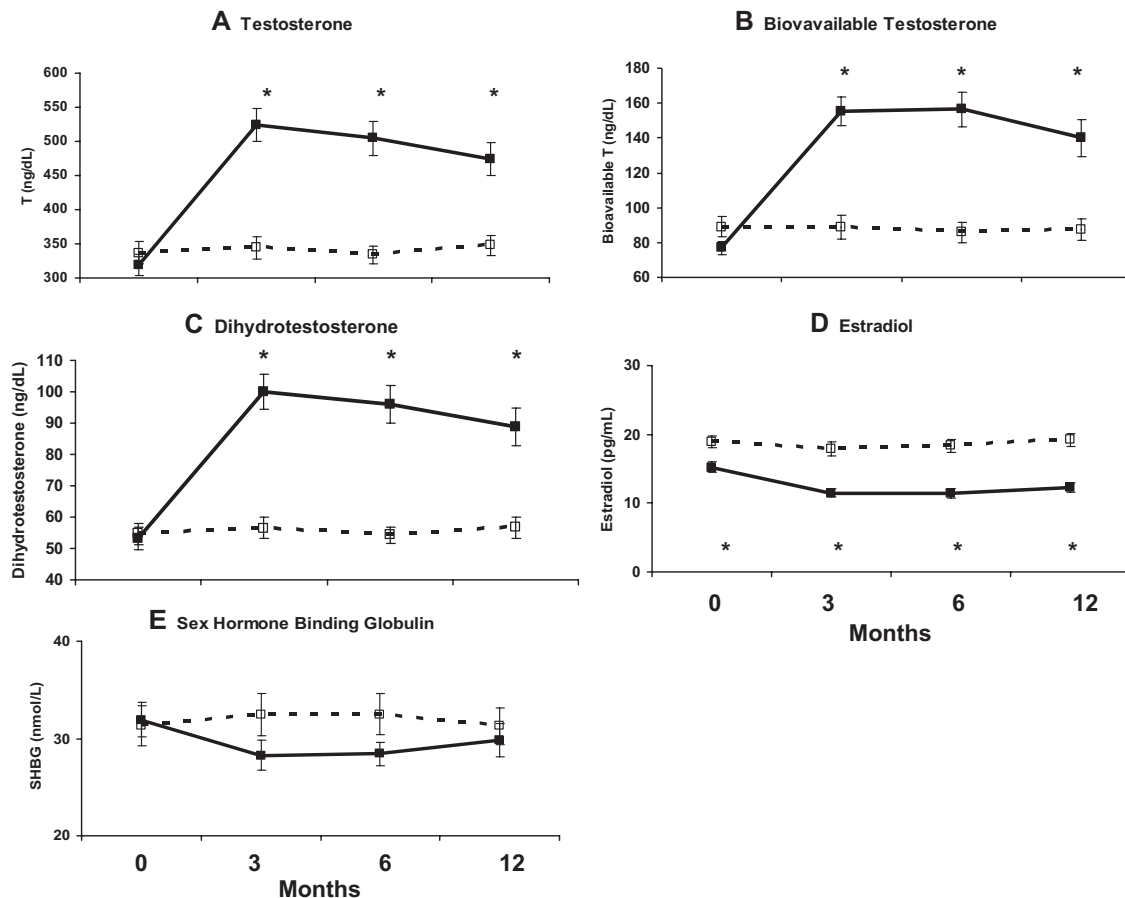 A Testosterone
T (ng/dL)
600
550
500
450
400
350
300
* * *
B Biovavailable Testosterone
Bioavailable T (ng/dL)
180
160
140
120
100
80
60
* * *
C Dihydrotestosterone
Dihydrotestosterone (ng/dL)
110
100
90
80
70
60
50
40
* * *
D Estradiol
Estradiol (pg/mL)
30
20
10
0
* * * *
0 3 6 12
Months
E Sex Hormone Binding Globulin
SHBG (nmol/L)
40
30
20
0 3 6 12
Months